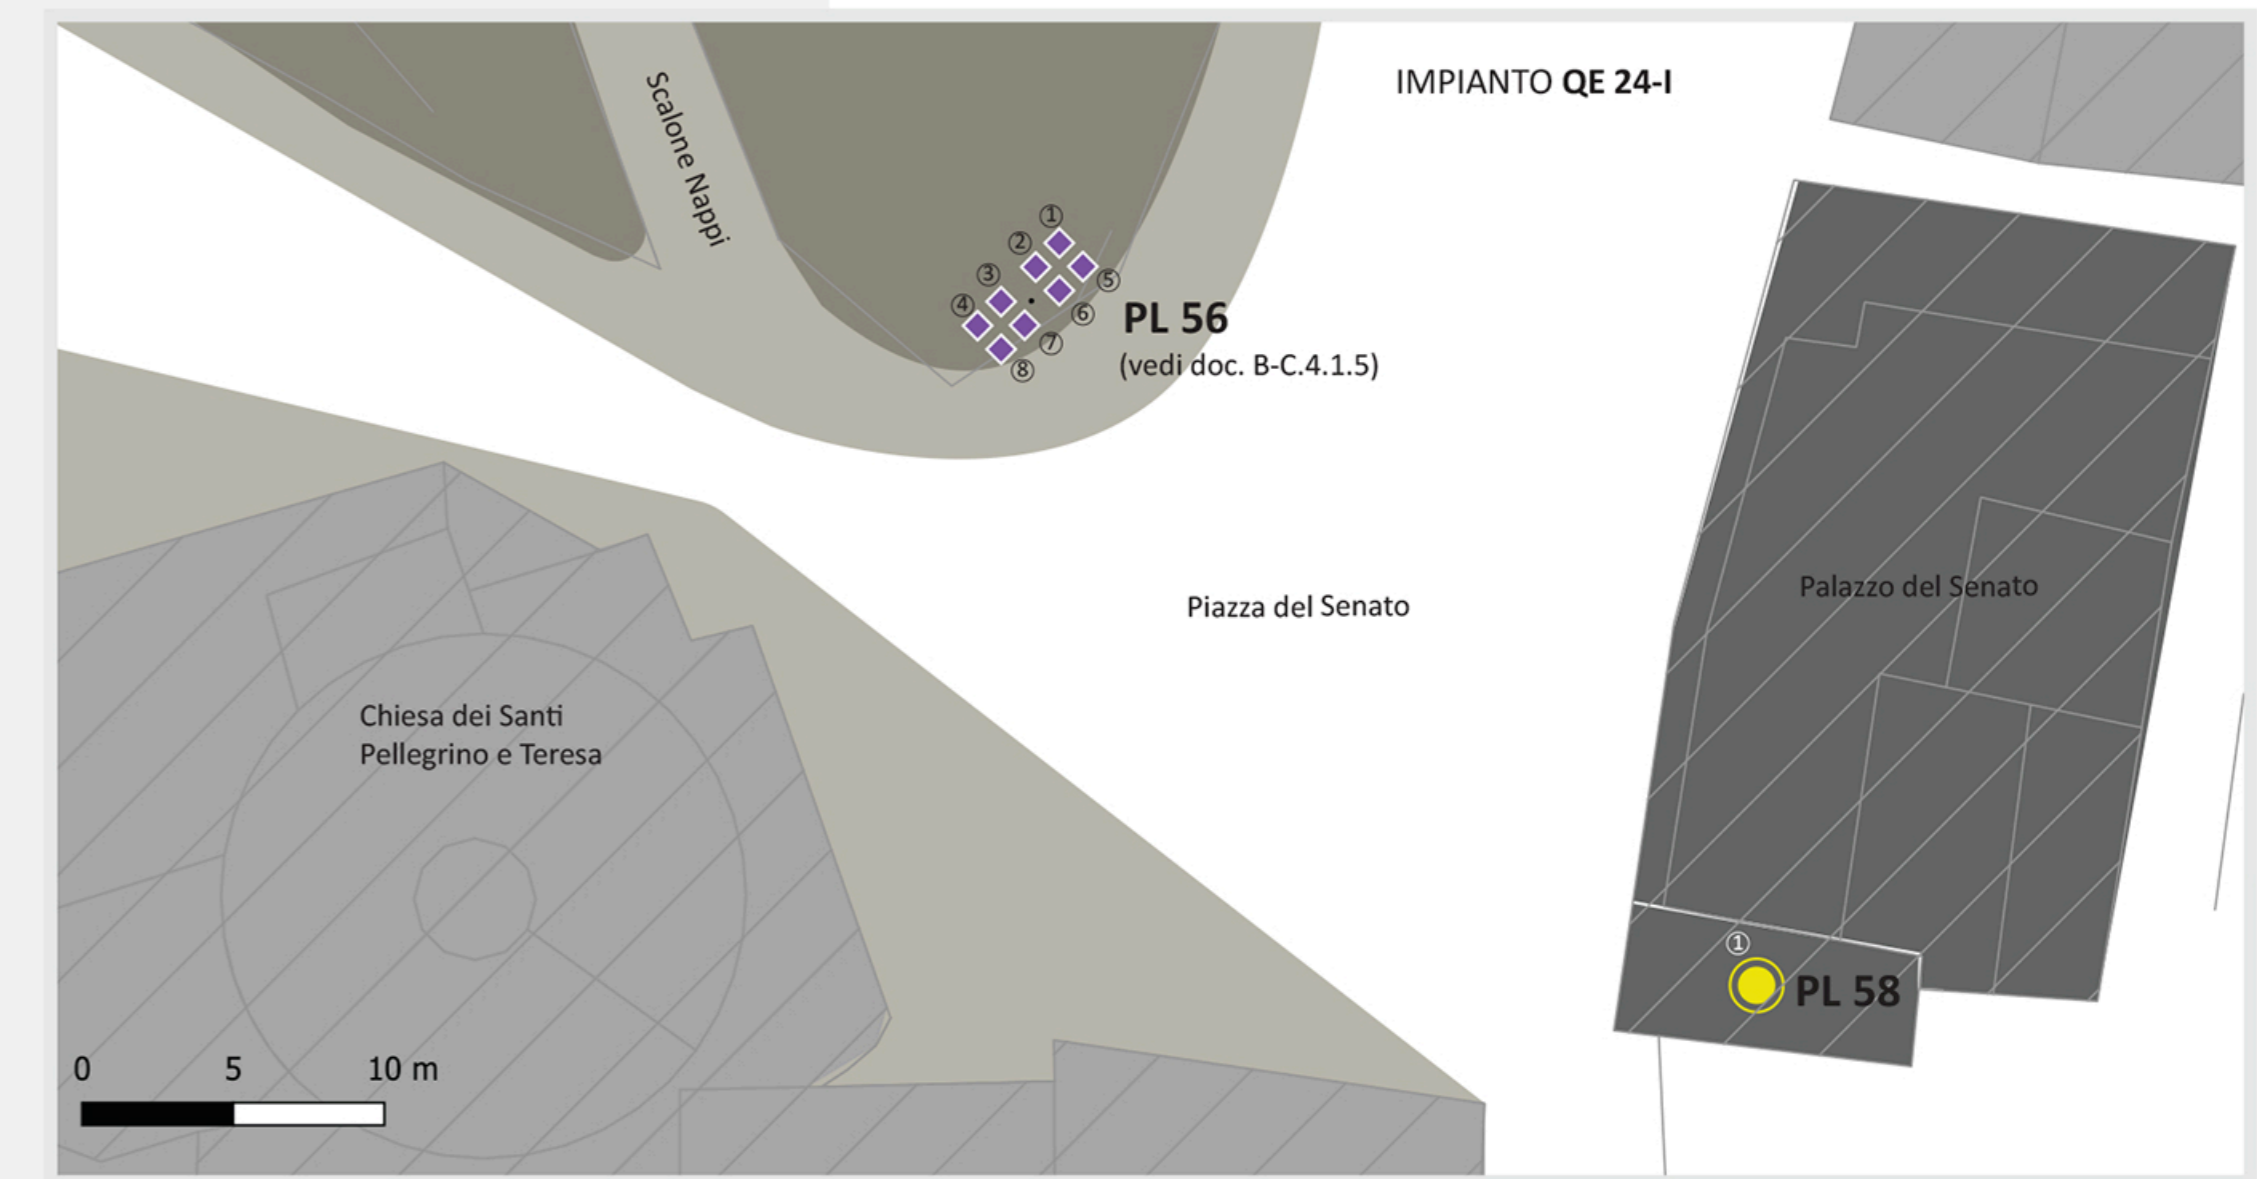 IMPIANTO QE 24-I
Scalone Nappi
①
②
③
④
⑤
⑥
⑦
⑧
PL 56
(vedi doc. B-C.4.1.5)
Piazza del Senato
Palazzo del Senato
Chiesa dei Santi
Pellegrino e Teresa
①
PL 58
0 5 10 m